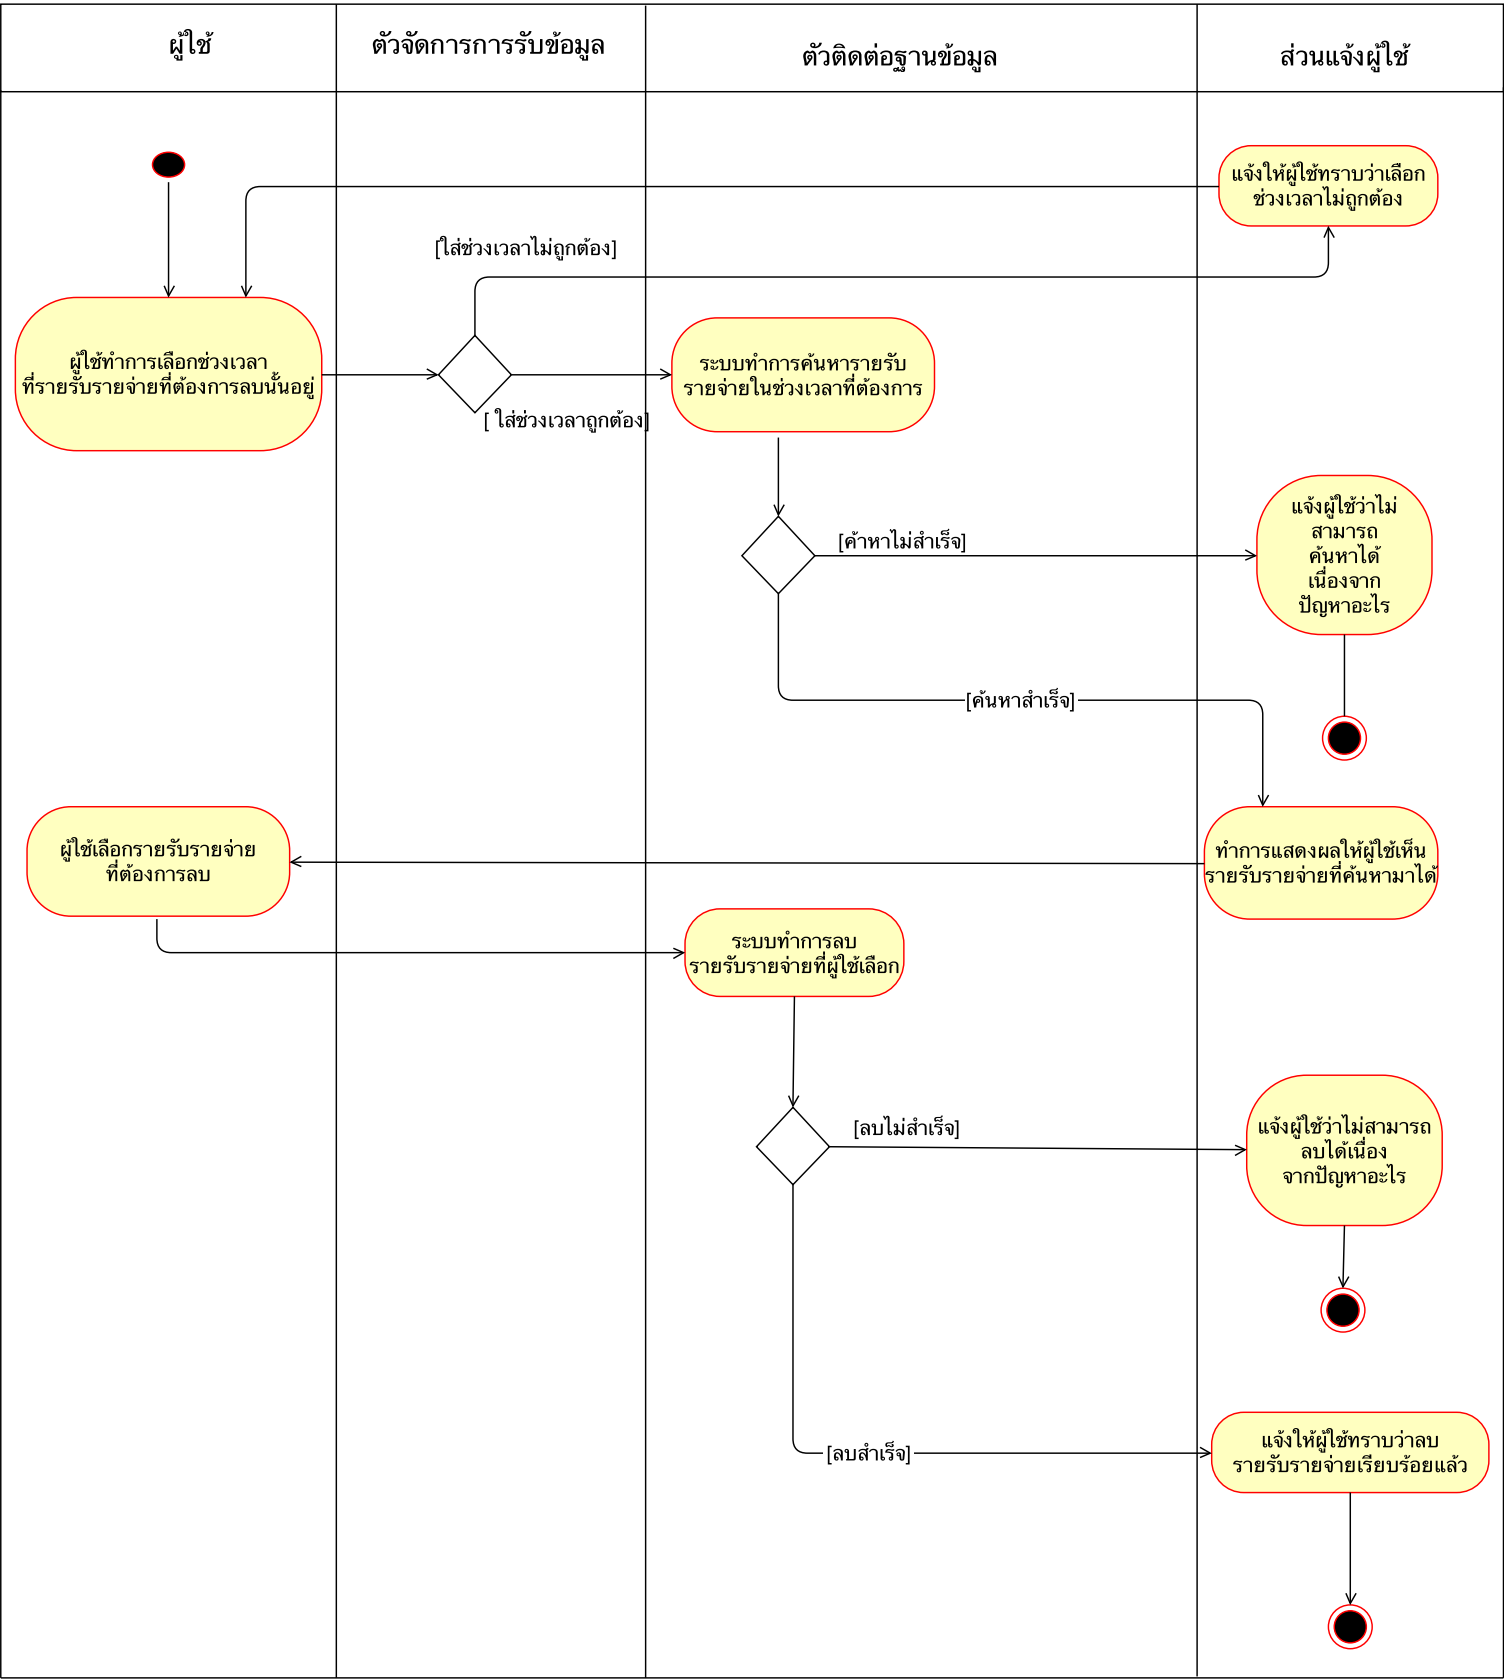 ผู้ใช้
ตัวจัดการการรับข้อมูล
ตัวติดต่อฐานข้อมูล
ส่วนแจ้งผู้ใช้
แจ้งให้ผู้ใช้ทราบว่าเลือก
ช่วงเวลาไม่ถูกต้อง
[ใส่ช่วงเวลาไม่ถูกต้อง]
ผู้ใช้ทำการเลือกช่วงเวลา
ที่รายรับรายจ่ายที่ต้องการลบนั้นอยู่
ระบบทำการค้นหารายรับ
รายจ่ายในช่วงเวลาที่ต้องการ
[ ใส่ช่วงเวลาถูกต้อง]
แจ้งผู้ใช้ว่าไม่
สามารถ
ค้นหาได้
เนื่องจาก
ปัญหาอะไร
[ค้าหาไม่สำเร็จ]
[ค้นหาสำเร็จ]
ผู้ใช้เลือกรายรับรายจ่าย
ที่ต้องการลบ
ทำการแสดงผลให้ผู้ใช้เห็น
รายรับรายจ่ายที่ค้นหามาได้
ระบบทำการลบ
รายรับรายจ่ายที่ผู้ใช้เลือก
[ลบไม่สำเร็จ]
แจ้งผู้ใช้ว่าไม่สามารถ
ลบได้เนื่อง
จากปัญหาอะไร
[ลบสำเร็จ]
แจ้งให้ผู้ใช้ทราบว่าลบ
รายรับรายจ่ายเรียบร้อยแล้ว